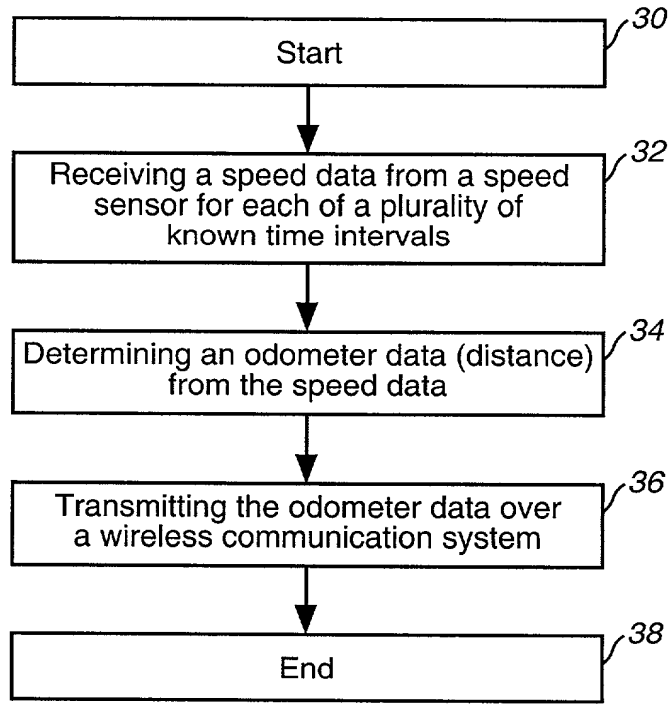 30
Start
32
Receiving a speed data from a speed
sensor for each of a plurality of
known time intervals
34
Determining an odometer data (distance)
from the speed data
36
Transmitting the odometer data over
a wireless communication system
38
End